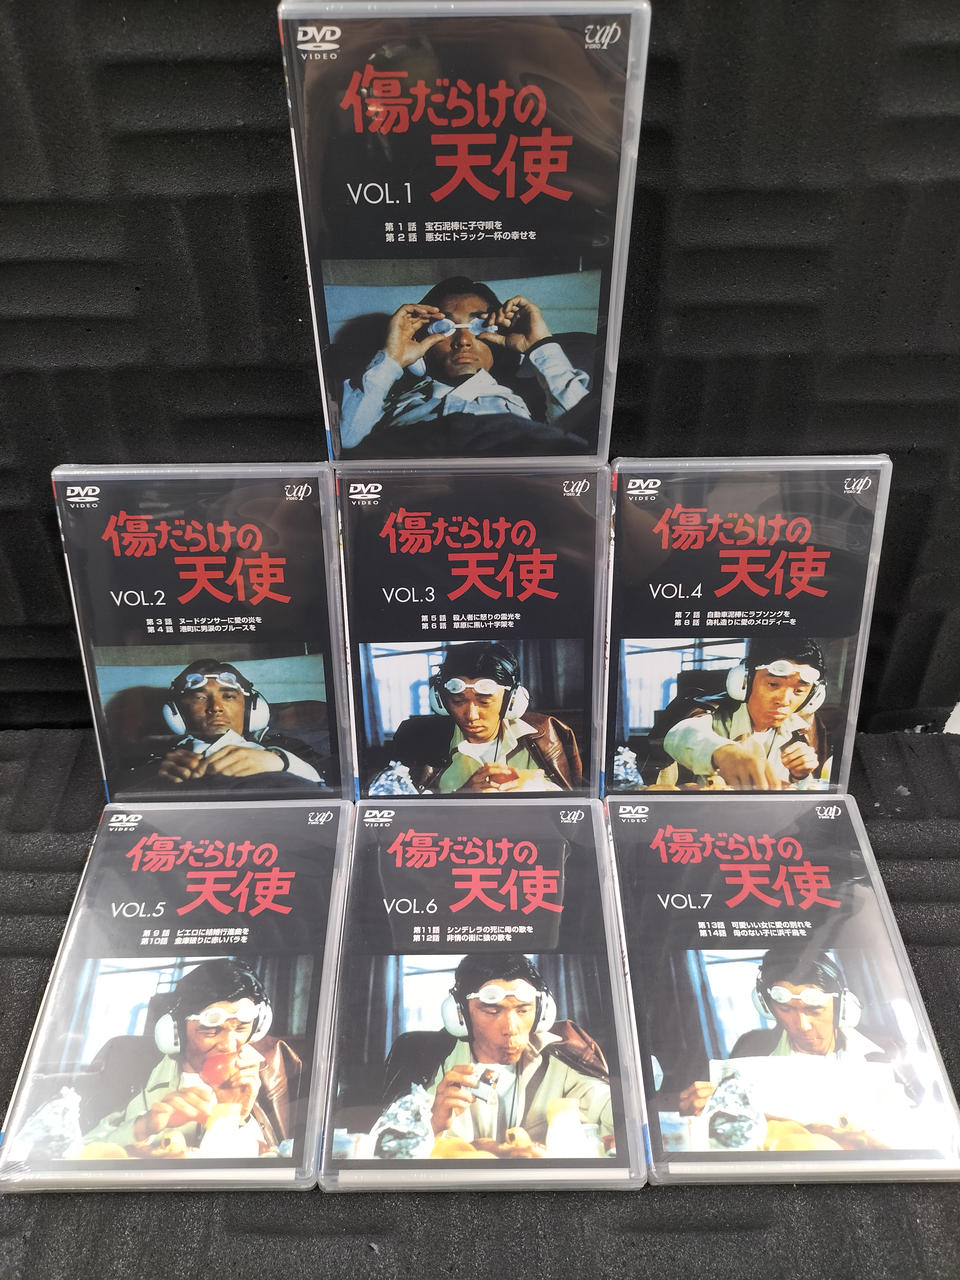 DVD
VIDEO
vap
VIDEO
傷だらけの
天使
VOL.1
第1話 宝石泥棒に子守唄を
第2話 悪女にトラック一杯の幸せを
DVD
VIDEO
vap
VIDEO
傷だらけの
天使
VOL.2
第3話 ヌードダンサーに愛の炎を
第4話 港町に男涙のブルースを
DVD
VIDEO
vap
VIDEO
傷だらけの
天使
VOL.3
第5話 殺人者に怒りの雷光を
第6話 草原に黒い十字架を
DVD
VIDEO
vap
VIDEO
傷だらけの
天使
VOL.4
第7話 自動車泥棒にラブソングを
第8話 偽札造りに愛のメロディーを
DVD
VIDEO
vap
VIDEO
傷だらけの
天使
VOL.5
第9話 ピエロに結婚行進曲を
第10話 金庫破りに赤いバラを
DVD
VIDEO
vap
VIDEO
傷だらけの
天使
VOL.6
第11話 シンデレラの死に母の歌を
第12話 非情の街に狼の歌を
DVD
VIDEO
vap
VIDEO
傷だらけの
天使
VOL.7
第13話 可愛いい女に愛の別れを
第14話 母のない子に浜千鳥を